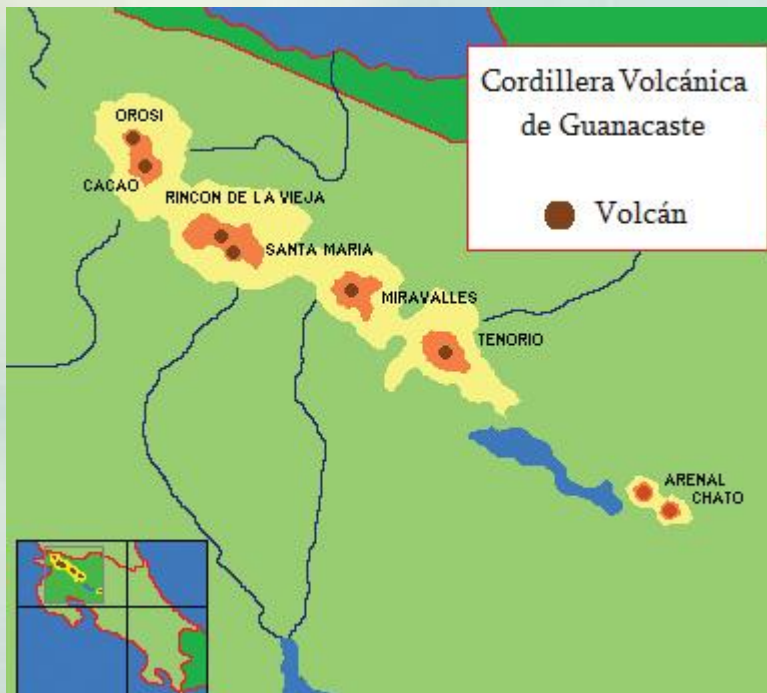 Cordillera Volcánica
de Guanacaste
Volcán
OROSI
CACAO
RINCON DE LA VIEJA
SANTA MARIA
MIRAVALLES
TENORIO
ARENAL
CHATO